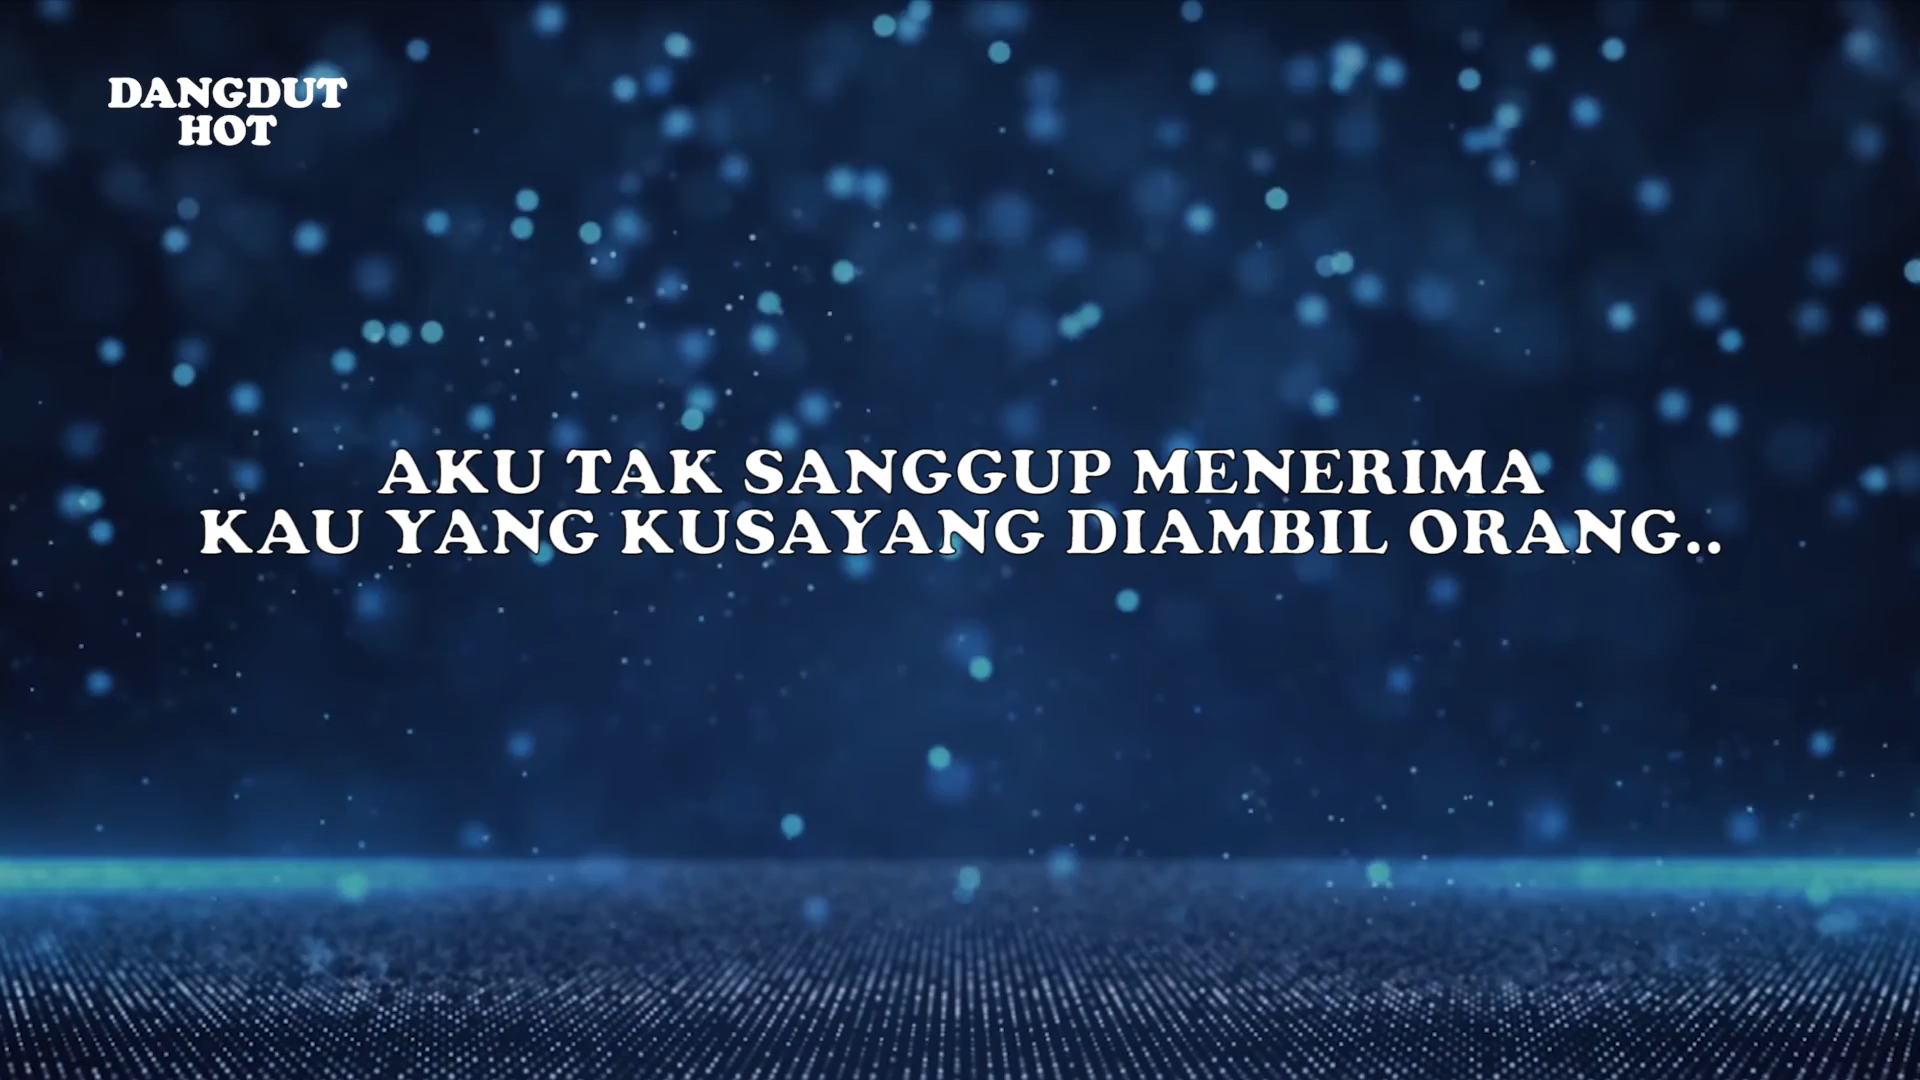 DANGDUT
HOT
AKU TAK SANGGUP MENERIMA
KAU YANG KUSAYANG DIAMBIL ORANG..